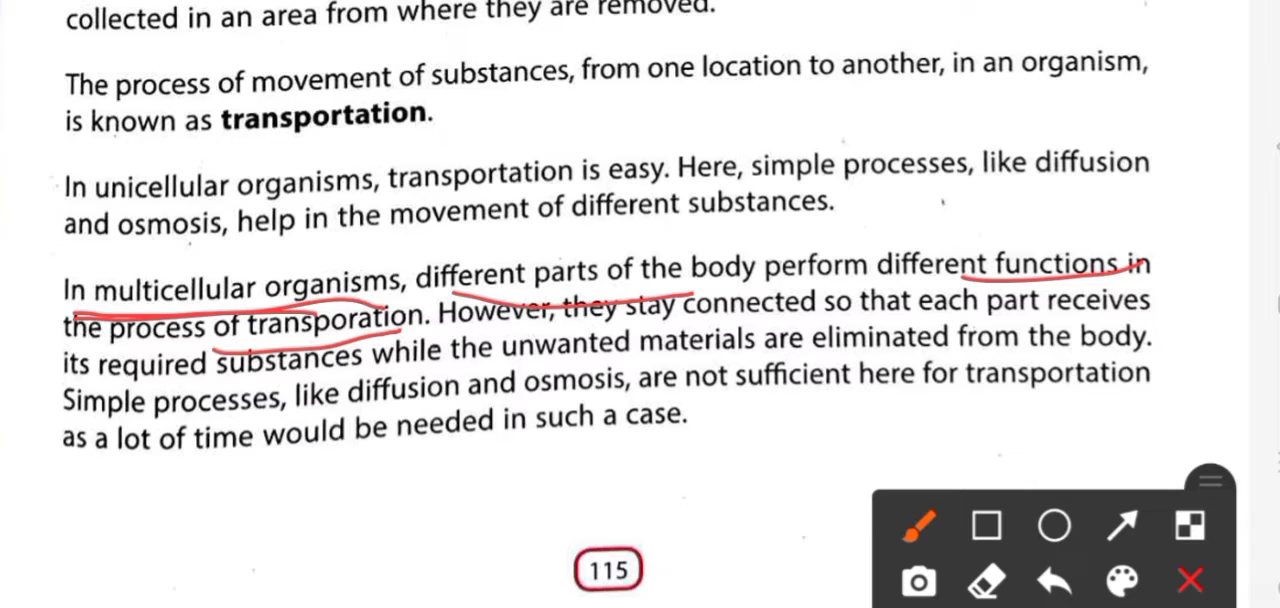 collected in an area from where they are removed.
The process of movement of substances, from one location to another, in an organism,
is known as transportation.
In unicellular organisms, transportation is easy. Here, simple processes, like diffusion
and osmosis, help in the movement of different substances.
In multicellular organisms, different parts of the body perform different functions in
the process of transporation. However, they stay connected so that each part receives
its required substances while the unwanted materials are eliminated from the body.
Simple processes, like diffusion and osmosis, are not sufficient here for transportation
as a lot of time would be needed in such a case.
115